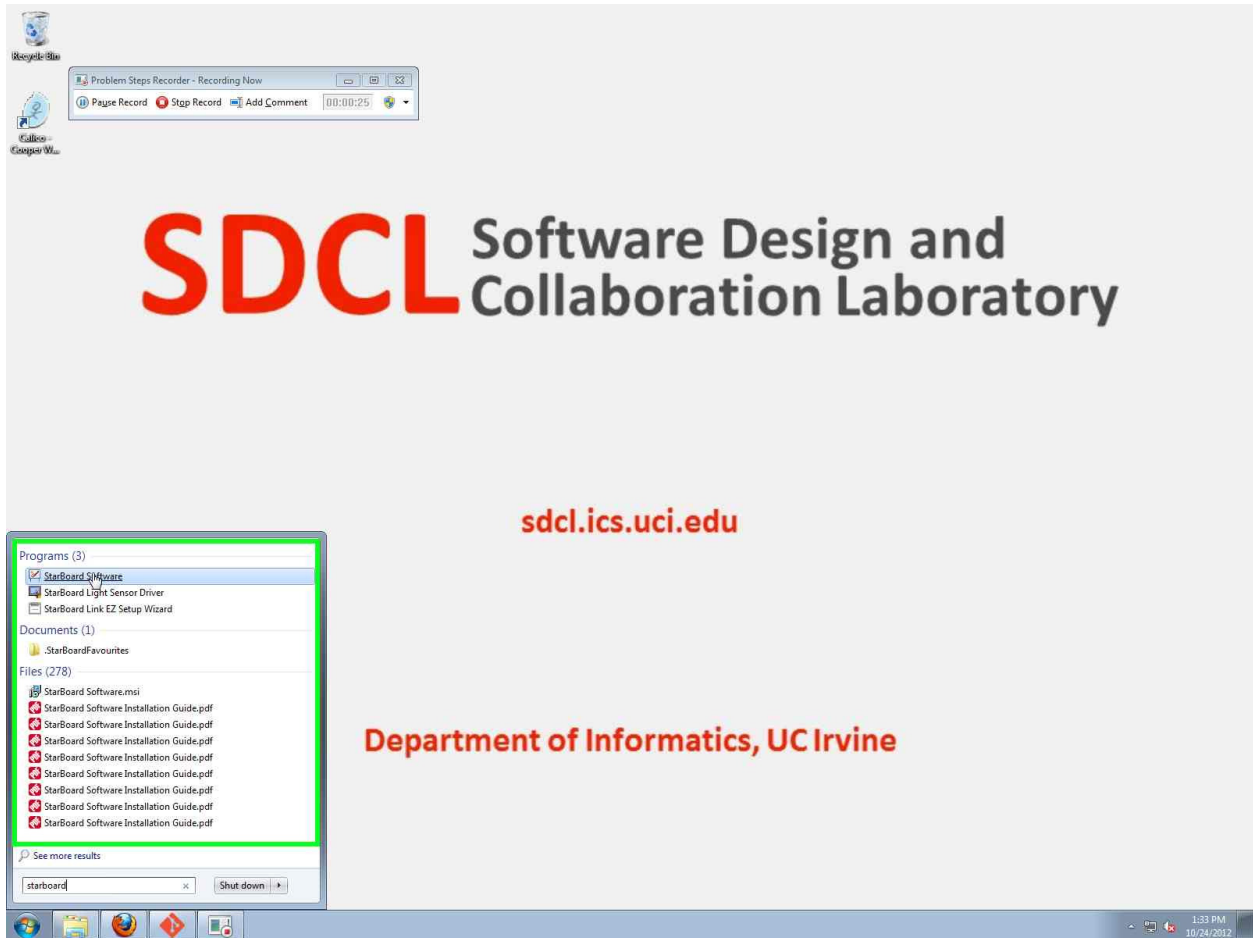 Recycle Bin
Problem Steps Recorder - Recording Now
Pause Record Stop Record Add Comment 00:00:25
Calico -
Cooper W...
SDCL Software Design and
Collaboration Laboratory
sdcl.ics.uci.edu
Department of Informatics, UC Irvine
Programs (3)
StarBoard Software
StarBoard Light Sensor Driver
StarBoard Link EZ Setup Wizard
Documents (1)
.StarBoardFavourites
Files (278)
StarBoard Software.msi
StarBoard Software Installation Guide.pdf
StarBoard Software Installation Guide.pdf
StarBoard Software Installation Guide.pdf
StarBoard Software Installation Guide.pdf
StarBoard Software Installation Guide.pdf
StarBoard Software Installation Guide.pdf
StarBoard Software Installation Guide.pdf
StarBoard Software Installation Guide.pdf
See more results
starboard Shut down
1:33 PM
10/24/2012